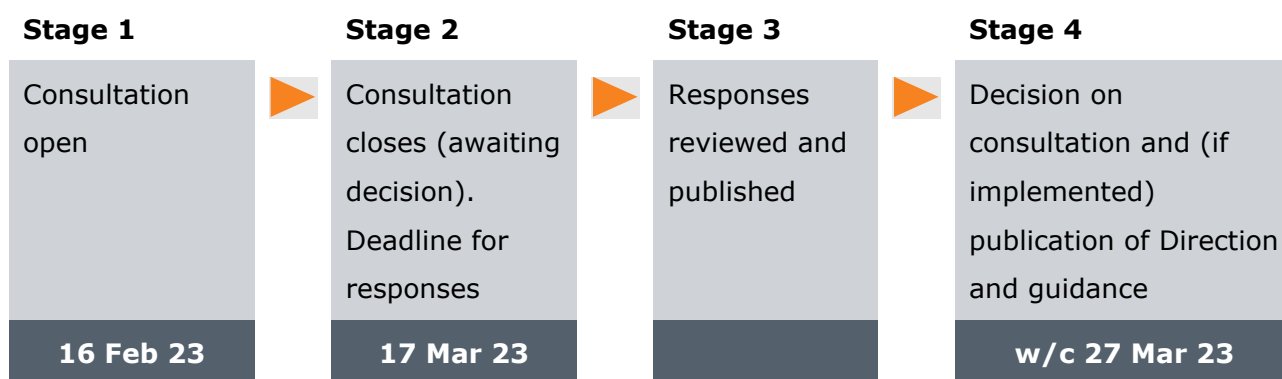 Stage 1
Consultation
open
16 Feb 23
Stage 2
Consultation
closes (awaiting
decision).
Deadline for
responses
17 Mar 23
Stage 3
Responses
reviewed and
published
Stage 4
Decision on
consultation and (if
implemented)
publication of Direction
and guidance
w/c 27 Mar 23